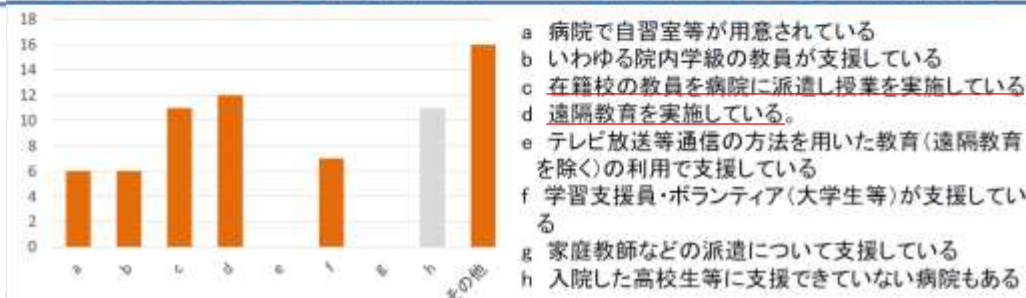 18
16
14
12
10
8
6
4
2
0
a
b
c
d
e
f
g
h
その他
a 病院で自習室等が用意されている
b いわゆる院内学級の教員が支援している
c 在籍校の教員を病院に派遣し授業を実施している
d 遠隔教育を実施している。
e テレビ放送等通信の方法を用いた教育(遠隔教育
を除く)の利用で支援している
f 学習支援員・ボランティア(大学生等)が支援してい
る
g 家庭教師などの派遣について支援している
h 入院した高校生等に支援できていない病院もある